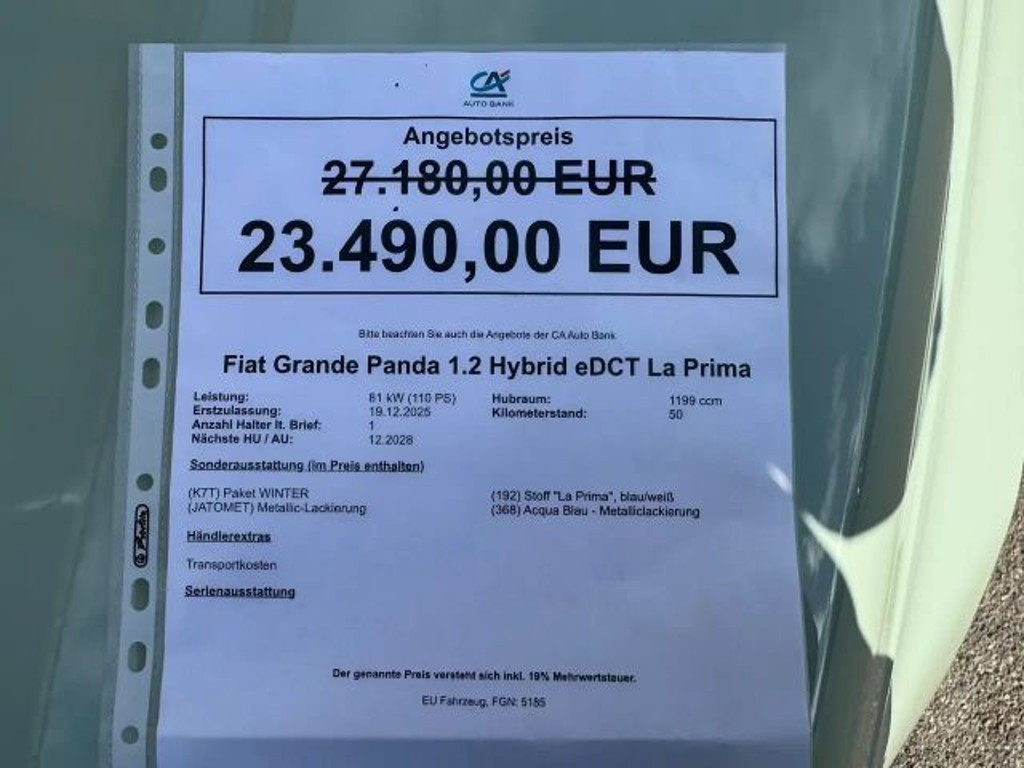 CA
AUTO BANK
Angebotspreis
27.180,00 EUR
23.490,00 EUR
Bitte beachten Sie auch die Angebote der CA Auto Bank
Fiat Grande Panda 1.2 Hybrid eDCT La Prima
Leistung: 81 kW (110 PS) Hubraum: 1199 ccm
Erstzulassung: 19.12.2025 Kilometerstand: 50
Anzahl Halter lt. Brief: 1
Nächste HU / AU: 12.2028
Sonderausstattung (im Preis enthalten)
(K7T) Paket WINTER (192) Stoff "La Prima", blau/weiß
(JATOMET) Metallic-Lackierung (368) Acqua Blau - Metalliclackierung
Händlerextras
Transportkosten
Serienausstattung
Der genannte Preis versteht sich inkl. 19% Mehrwertsteuer.
EU Fahrzeug, FGN: 5185